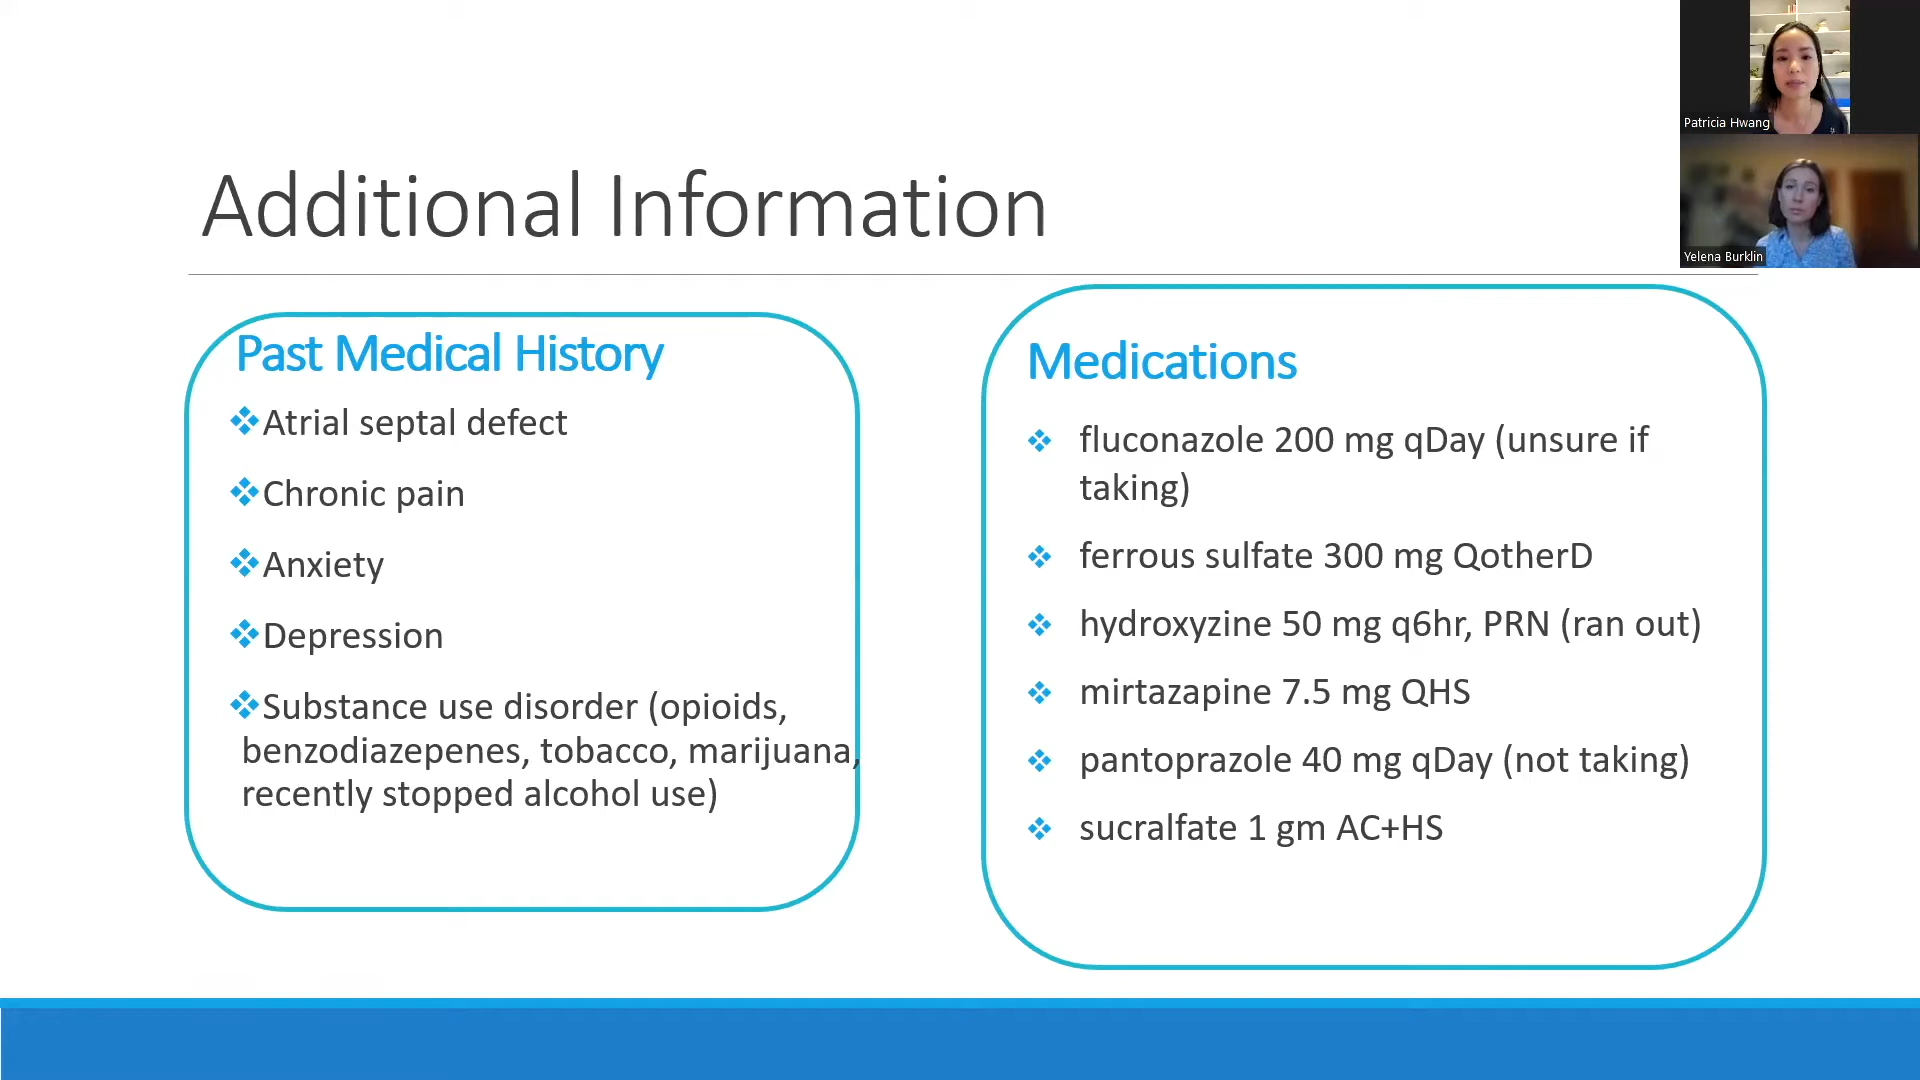 Patricia Hwang
Yelena Burklin
Additional Information
Past Medical History
Atrial septal defect
Chronic pain
Anxiety
Depression
Substance use disorder (opioids,
benzodiazepenes, tobacco, marijuana,
recently stopped alcohol use)
Medications
fluconazole 200 mg qDay (unsure if
taking)
ferrous sulfate 300 mg QotherD
hydroxyzine 50 mg q6hr, PRN (ran out)
mirtazapine 7.5 mg QHS
pantoprazole 40 mg qDay (not taking)
sucralfate 1 gm AC+HS